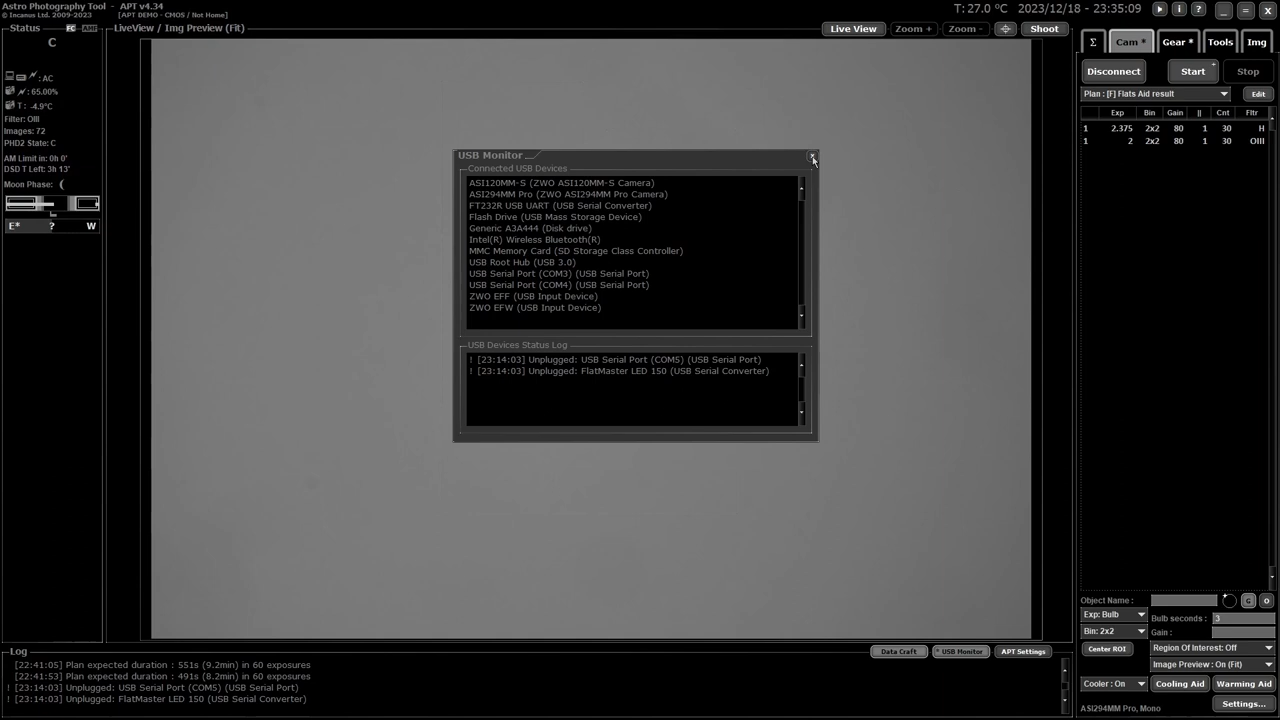 Astro Photography Tool - APT v4.34
© Incanus Ltd. 2009-2023 [APT DEMO - CMOS / Not Home]
T: 27.0 °C 2023/12/18 - 23:35:09
Status
C
: AC
: 65.00%
T : -4.9°C
Filter: OIII
Images: 72
PHD2 State: C
AM Limit in: 0h 0'
DSD T Left: 3h 13'
Moon Phase:
E* ? W
LiveView / Img Preview (Fit)
Live View Zoom + Zoom - Shoot
USB Monitor
Connected USB Devices
ASI120MM-S (ZWO ASI120MM-S Camera)
ASI294MM Pro (ZWO ASI294MM Pro Camera)
FT232R USB UART (USB Serial Converter)
Flash Drive (USB Mass Storage Device)
Generic A3A444 (Disk drive)
Intel(R) Wireless Bluetooth(R)
MMC Memory Card (SD Storage Class Controller)
USB Root Hub (USB 3.0)
USB Serial Port (COM3) (USB Serial Port)
USB Serial Port (COM4) (USB Serial Port)
ZWO EFF (USB Input Device)
ZWO EFW (USB Input Device)
USB Devices Status Log
! [23:14:03] Unplugged: USB Serial Port (COM5) (USB Serial Port)
! [23:14:03] Unplugged: FlatMaster LED 150 (USB Serial Converter)
Σ Cam * Gear * Tools Img
Disconnect Start Stop
Plan : [F] Flats Aid result Edit
Exp Bin Gain || Cnt Fltr
1 2.375 2x2 80 1 30 H
1 2 2x2 80 1 30 OIII
Object Name :
Exp: Bulb Bulb seconds : 3
Bin: 2x2 Gain :
Center ROI Region Of Interest: Off
Image Preview : On (Fit)
Cooler : On Cooling Aid Warming Aid
ASI294MM Pro, Mono Settings...
Log Data Craft * USB Monitor APT Settings
[22:41:05] Plan expected duration : 551s (9.2min) in 60 exposures
[22:41:53] Plan expected duration : 491s (8.2min) in 60 exposures
! [23:14:03] Unplugged: USB Serial Port (COM5) (USB Serial Port)
! [23:14:03] Unplugged: FlatMaster LED 150 (USB Serial Converter)